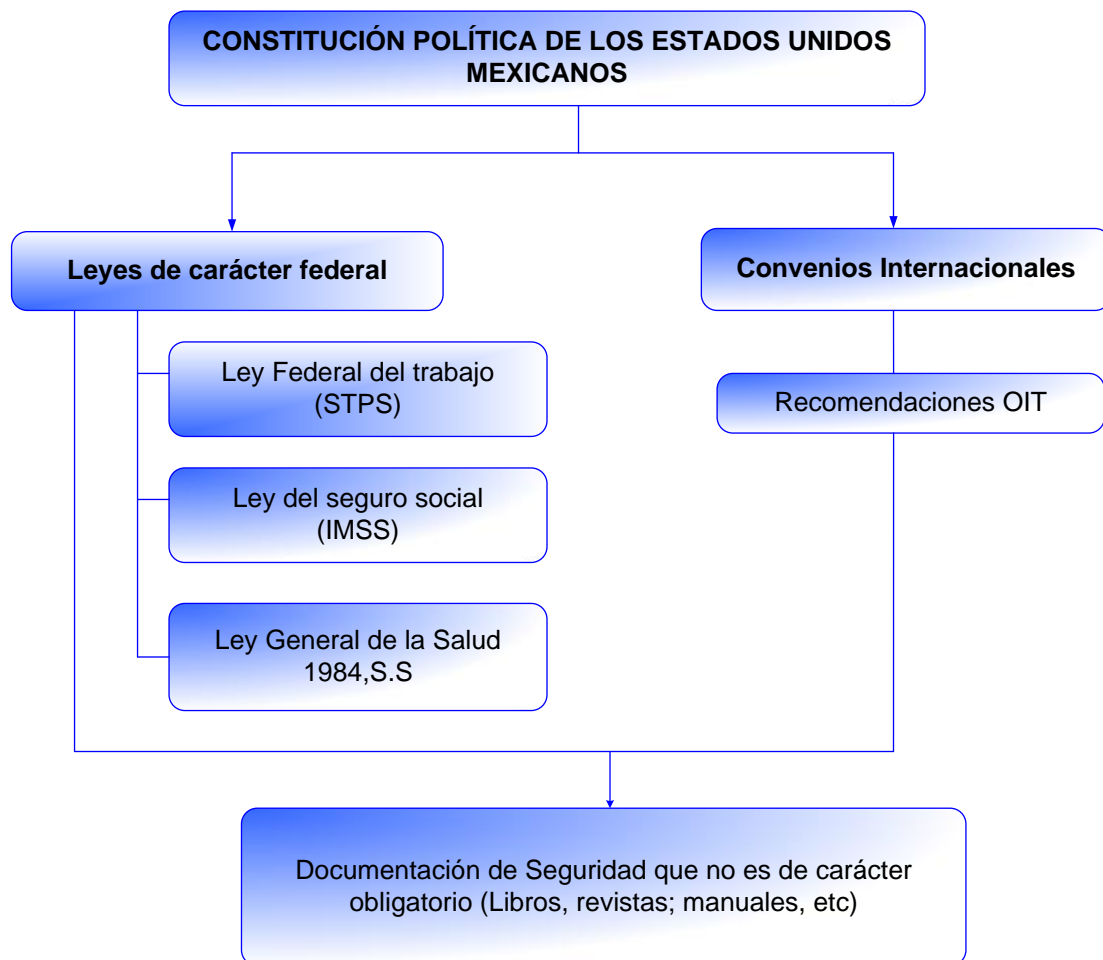 CONSTITUCIÓN POLÍTICA DE LOS ESTADOS UNIDOS
MEXICANOS
Leyes de carácter federal
Convenios Internacionales
Ley Federal del trabajo
(STPS)
Recomendaciones OIT
Ley del seguro social
(IMSS)
Ley General de la Salud
1984,S.S
Documentación de Seguridad que no es de carácter
obligatorio (Libros, revistas; manuales, etc)